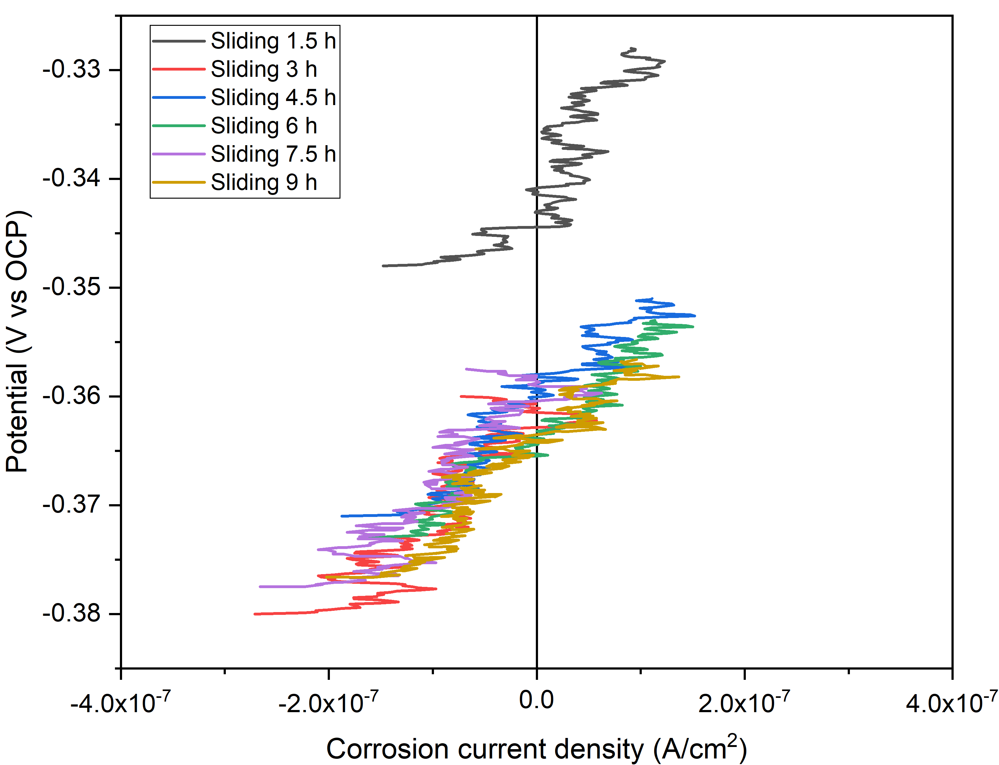 Sliding 1.5 h
Sliding 3 h
Sliding 4.5 h
Sliding 6 h
Sliding 7.5 h
Sliding 9 h
-0.33
-0.34
-0.35
-0.36
-0.37
-0.38
Potential (V vs OCP)
-4.0x10⁻⁷
-2.0x10⁻⁷
0.0
2.0x10⁻⁷
4.0x10⁻⁷
Corrosion current density (A/cm²)